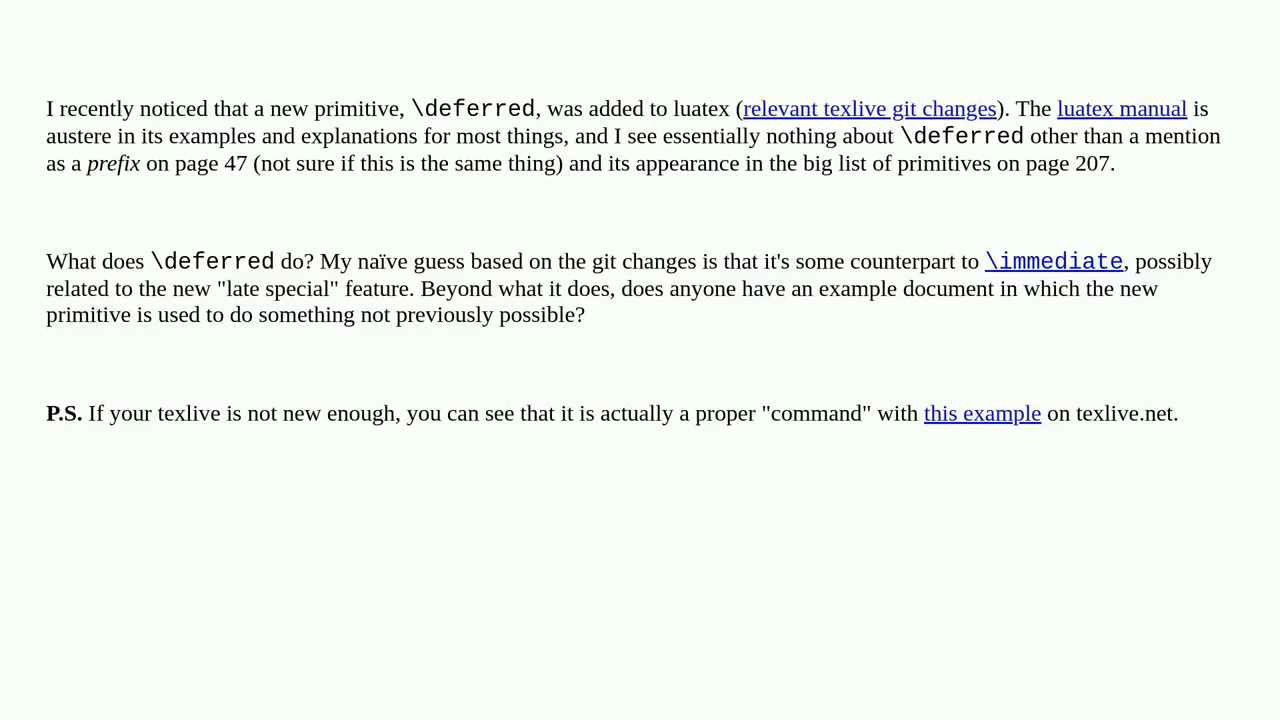 I recently noticed that a new primitive, \deferred, was added to luatex (relevant texlive git changes). The luatex manual is
austere in its examples and explanations for most things, and I see essentially nothing about \deferred other than a mention
as a prefix on page 47 (not sure if this is the same thing) and its appearance in the big list of primitives on page 207.
What does \deferred do? My naïve guess based on the git changes is that it's some counterpart to \immediate, possibly
related to the new "late special" feature. Beyond what it does, does anyone have an example document in which the new
primitive is used to do something not previously possible?
P.S. If your texlive is not new enough, you can see that it is actually a proper "command" with this example on texlive.net.